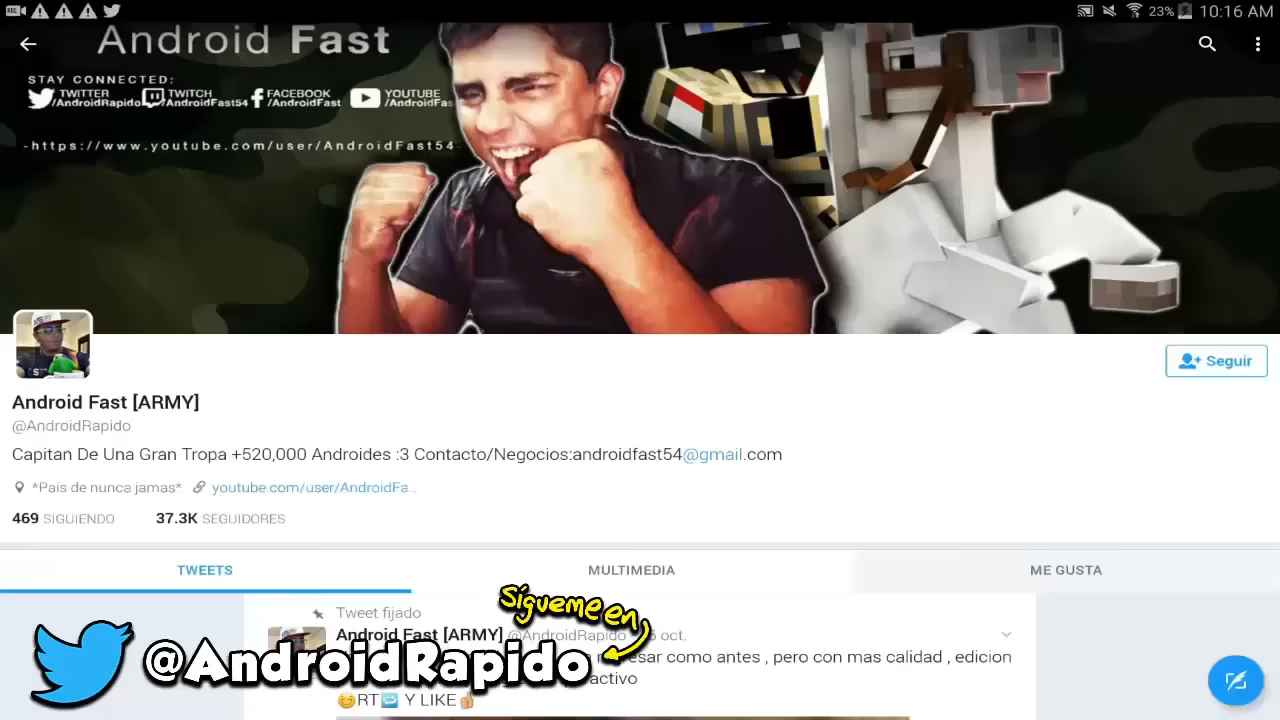 REC
23% 10:16 AM
Android Fast
STAY CONNECTED:
TWITTER TWITCH FACEBOOK YOUTUBE
/AndroidRapido /AndroidFast54 /AndroidFast /AndroidFas
-https://www.youtube.com/user/AndroidFast54-
Seguir
Android Fast [ARMY]
@AndroidRapido
Capitan De Una Gran Tropa +520,000 Androides :3 Contacto/Negocios:androidfast54@gmail.com
*Pais de nunca jamas* youtube.com/user/AndroidFa...
469 SIGUIENDO 37.3K SEGUIDORES
TWEETS MULTIMEDIA ME GUSTA
Sígueme en
Tweet fijado
Android Fast [ARMY] @AndroidRapido oct.
@AndroidRapido
como antes , pero con mas calidad , edicion
activo
😊RT🔁 Y LIKE👍